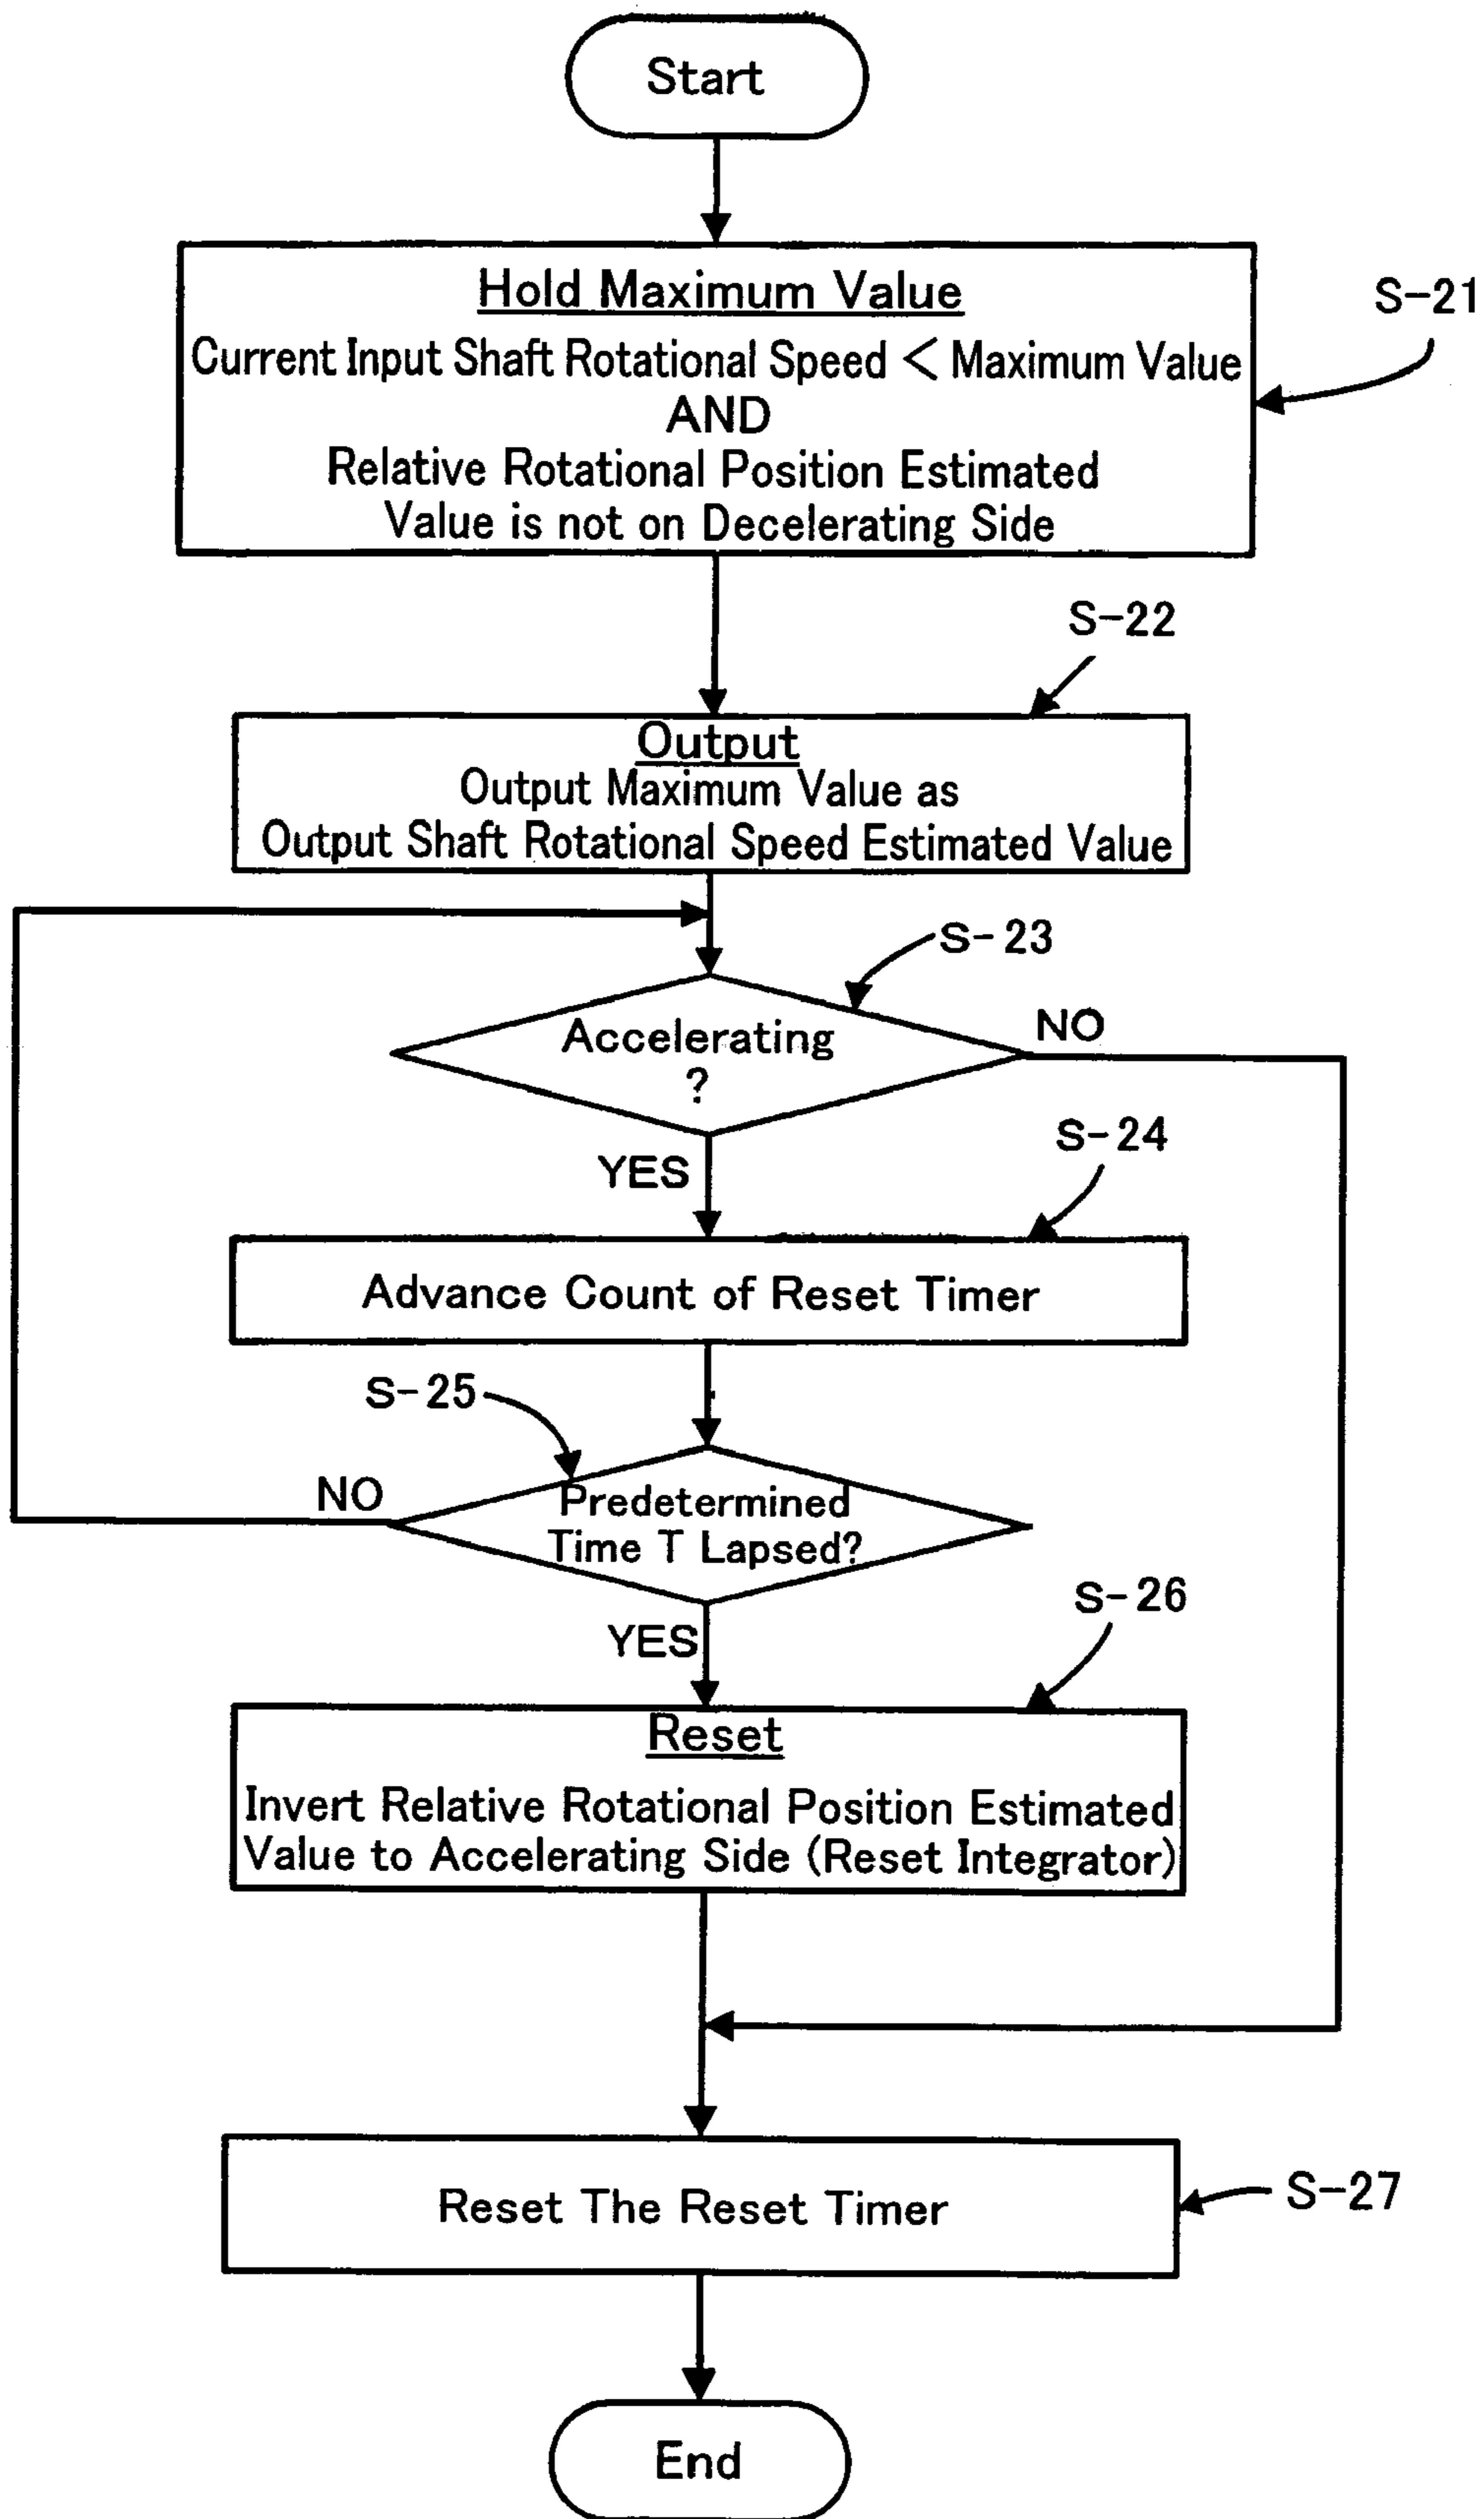 Start
Hold Maximum Value
Current Input Shaft Rotational Speed < Maximum Value
AND
Relative Rotational Position Estimated
Value is not on Decelerating Side
S-21
S-22
Output
Output Maximum Value as
Output Shaft Rotational Speed Estimated Value
S-23
Accelerating
?
NO
YES
S-24
Advance Count of Reset Timer
S-25
NO
Predetermined
Time T Lapsed?
YES
S-26
Reset
Invert Relative Rotational Position Estimated
Value to Accelerating Side (Reset Integrator)
Reset The Reset Timer
S-27
End